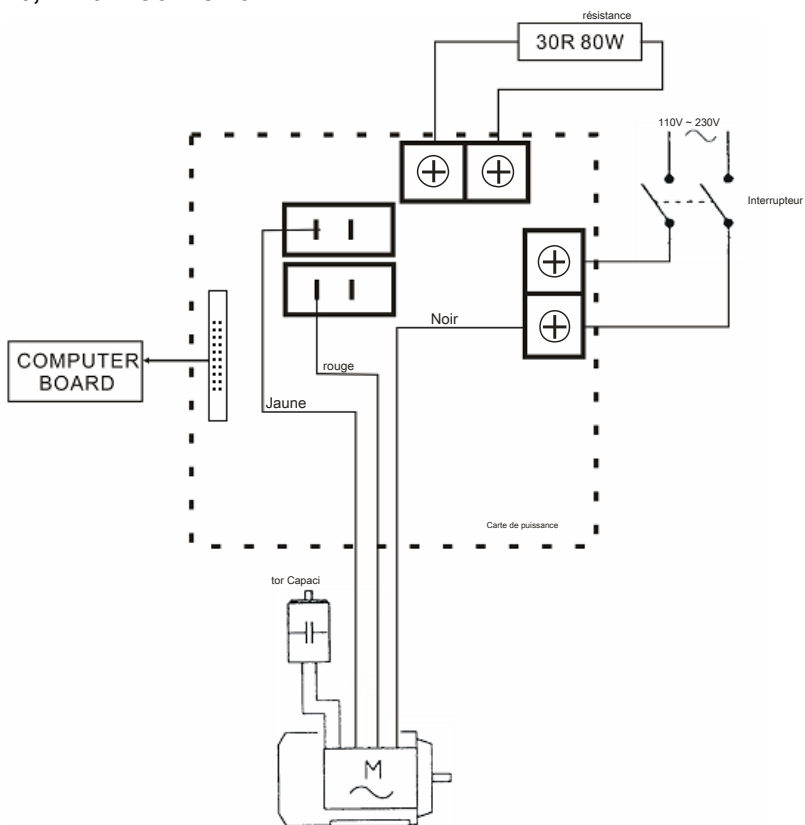 résistance
30R 80W
110V ~ 230V
Interrupteur
Noir
rouge
Jaune
COMPUTER
BOARD
Carte de puissance
tor Capaci
M